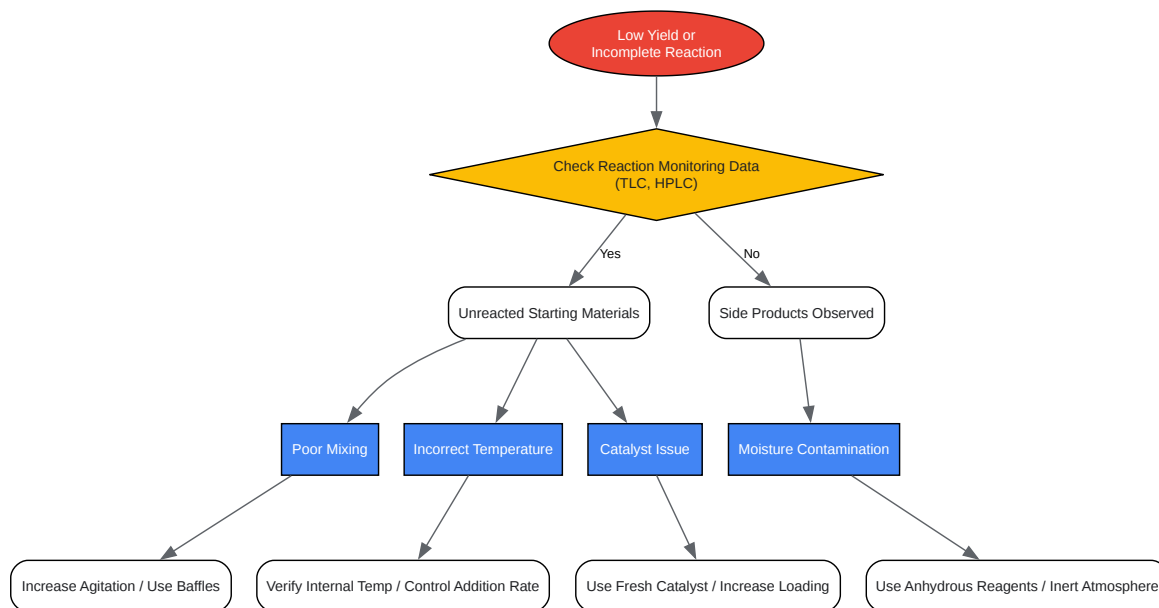 Low Yield or
Incomplete Reaction
Check Reaction Monitoring Data
(TLC, HPLC)
Yes
No
Unreacted Starting Materials
Side Products Observed
Poor Mixing
Incorrect Temperature
Catalyst Issue
Moisture Contamination
Increase Agitation / Use Baffles
Verify Internal Temp / Control Addition Rate
Use Fresh Catalyst / Increase Loading
Use Anhydrous Reagents / Inert Atmosphere